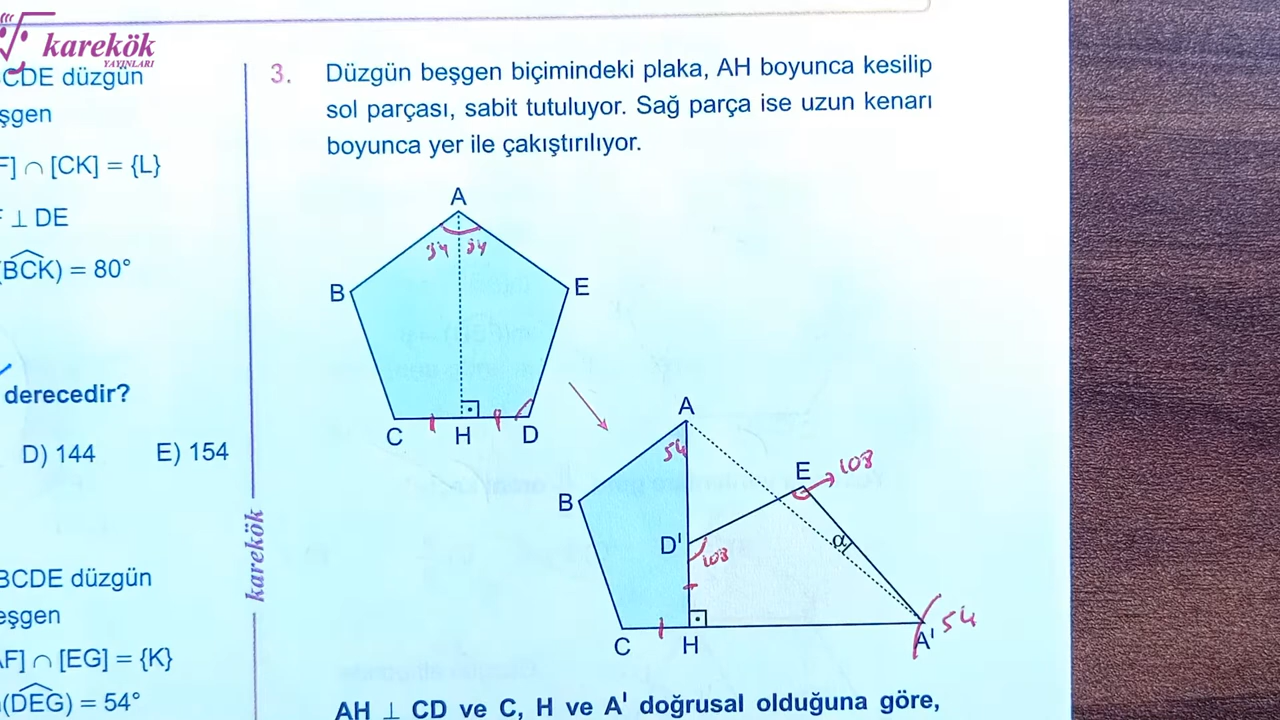 karekök
YAYINLARI
CDE düzgün
şgen
F] ∩ [CK] = {L}
F ⊥ DE
(BCK) = 80°
derecedir?
D) 144 E) 154
BCDE düzgün
eşgen
AF] ∩ [EG] = {K}
(DEG) = 54°
karekök
3. Düzgün beşgen biçimindeki plaka, AH boyunca kesilip
sol parçası, sabit tutuluyor. Sağ parça ise uzun kenarı
boyunca yer ile çakıştırılıyor.
A
54 54
B E
C H D
A
54
E 108
B
D' 108
α
54
C H A'
AH ⊥ CD ve C, H ve A' doğrusal olduğuna göre,